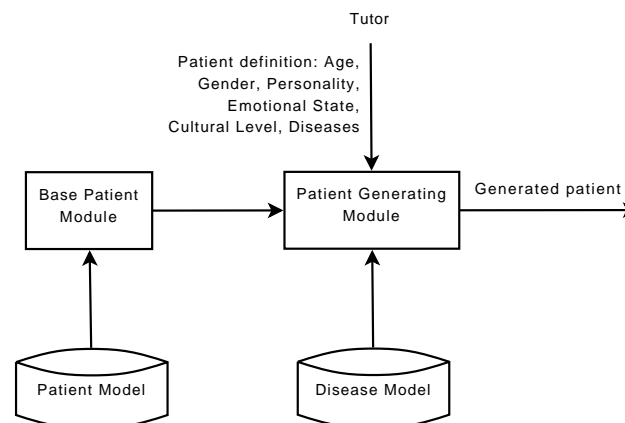 Tutor
Patient definition: Age,
Gender, Personality,
Emotional State,
Cultural Level, Diseases
Base Patient
Module
Patient Generating
Module
Generated patient
Patient Model
Disease Model